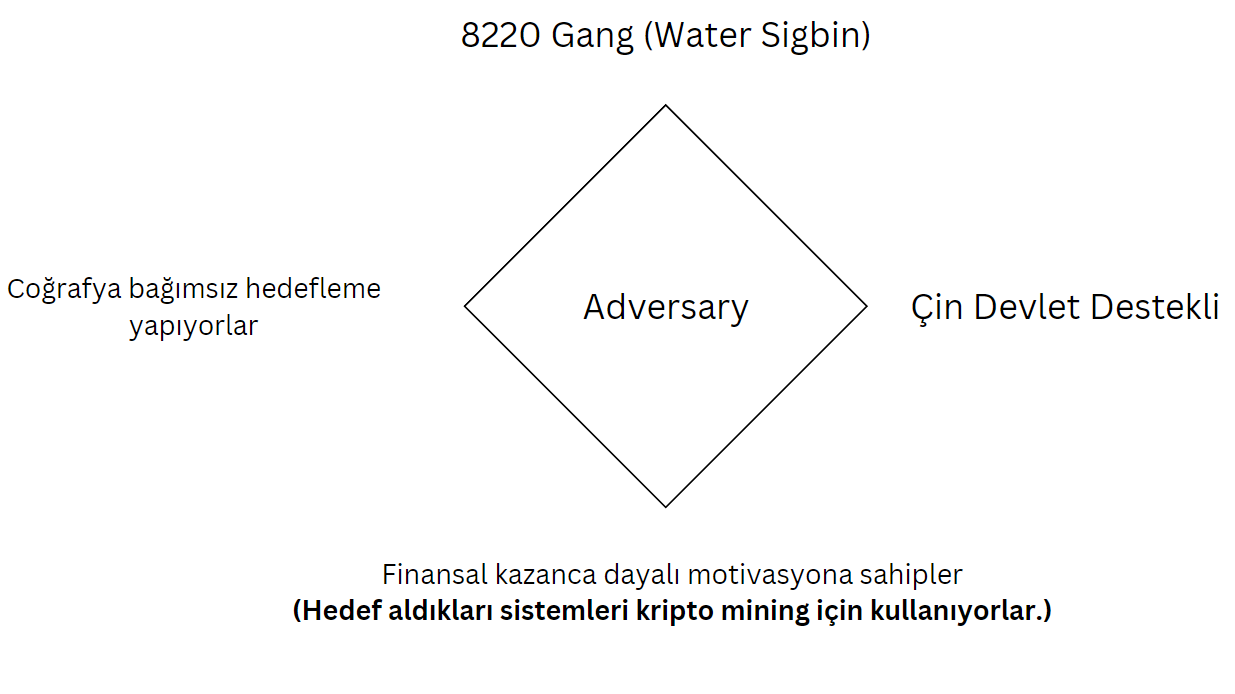 8220 Gang (Water Sigbin)
Coğrafya bağımsız hedefleme
yapıyorlar
Adversary
Çin Devlet Destekli
Finansal kazanca dayalı motivasyona sahipler
(Hedef aldıkları sistemleri kripto mining için kullanıyorlar.)